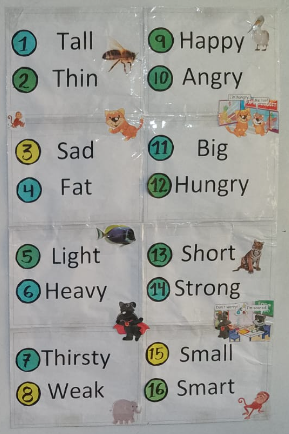 1 Tall
2 Thin
3 Sad
4 Fat
5 Light
6 Heavy
7 Thirsty
8 Weak
9 Happy
10 Angry
11 Big
12 Hungry
13 Short
14 Strong
15 Small
16 Smart